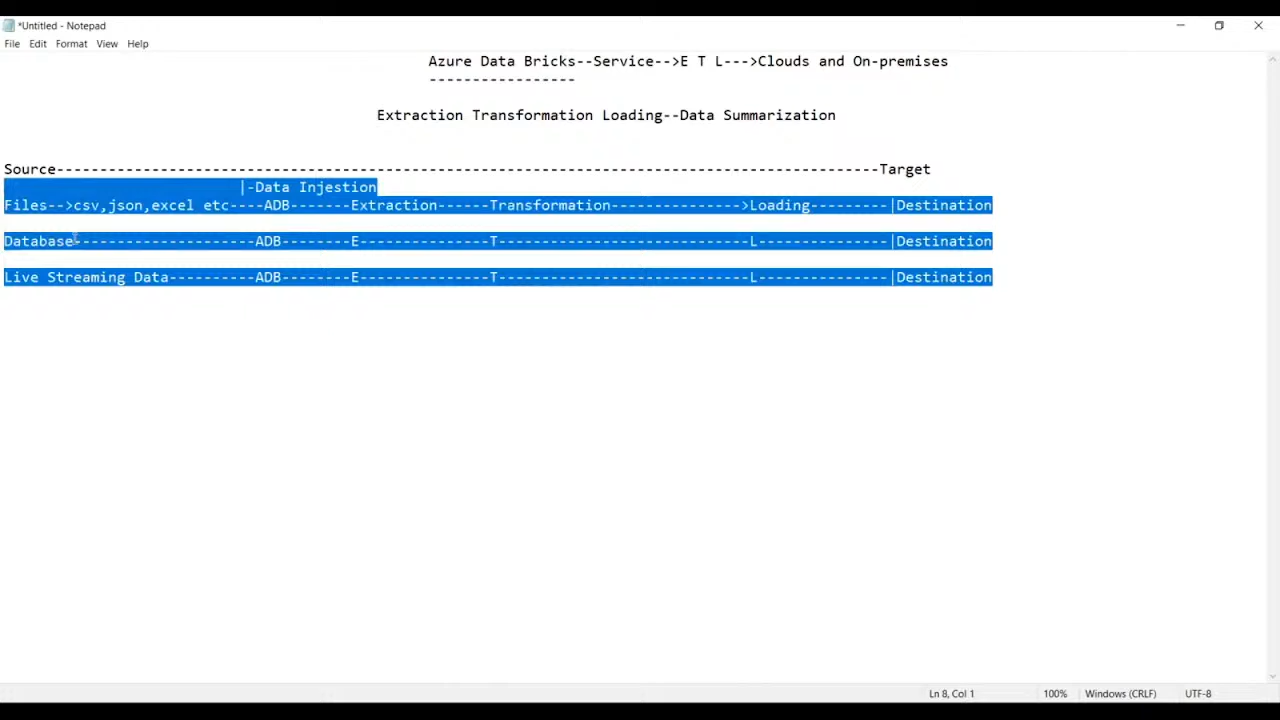 *Untitled - Notepad
File Edit Format View Help
Azure Data Bricks--Service-->E T L--->Clouds and On-premises
-----------------
Extraction Transformation Loading--Data Summarization
Source-----------------------------------------------------------------------------------------------Target
|-Data Injestion
Files-->csv,json,excel etc----ADB-------Extraction------Transformation--------------->Loading---------|Destination
Database---------------------ADB--------E---------------T-----------------------------L---------------|Destination
Live Streaming Data----------ADB--------E---------------T-----------------------------L---------------|Destination
Ln 8, Col 1 100% Windows (CRLF) UTF-8